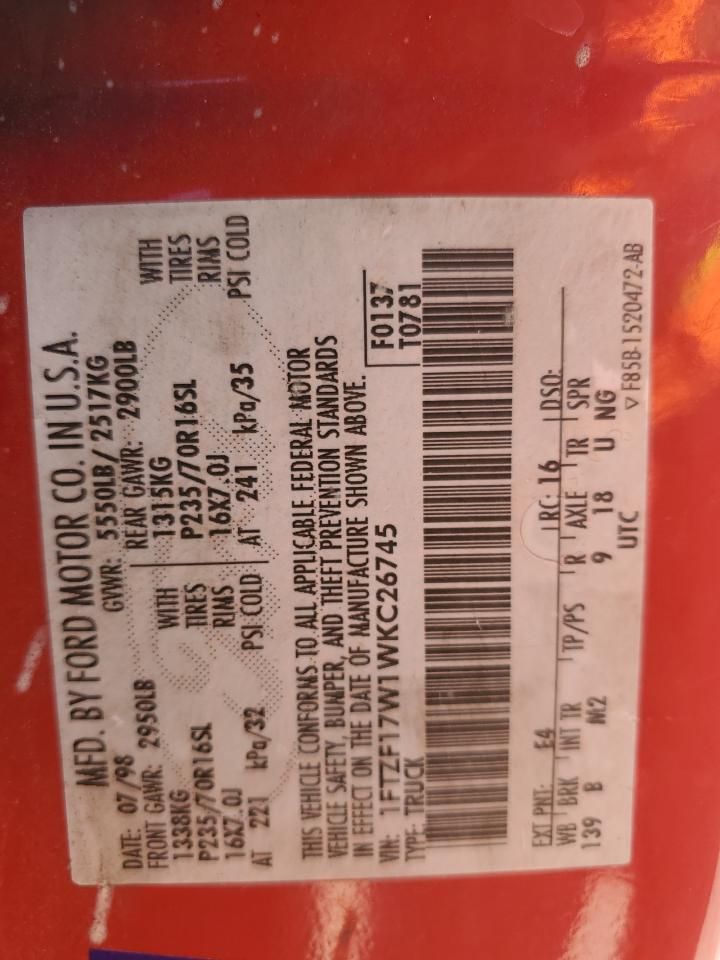 MFD. BY FORD MOTOR CO. IN U.S.A.
DATE: 07/98 GVWR: 5550LB/ 2517KG
FRONT GAWR: 2950LB REAR GAWR: 2900LB
1338KG WITH 1315KG WITH
P235/70R16SL TIRES P235/70R16SL TIRES
16X7.0J RIMS 16X7.0J RIMS
AT 221 kPa/32 PSI COLD AT 241 kPa/35 PSI COLD
THIS VEHICLE CONFORMS TO ALL APPLICABLE FEDERAL MOTOR
VEHICLE SAFETY, BUMPER, AND THEFT PREVENTION STANDARDS
IN EFFECT ON THE DATE OF MANUFACTURE SHOWN ABOVE.
VIN: 1FTZF17W1WKC26745 F0137
TYPE: TRUCK T0781
EXT PNT: E4 RC: 16 DSO:
WB BRK INT TR TP/PS R AXLE TR SPR
139 B M2 9 18 U NG
UTC
▽ F85B-1520472-AB